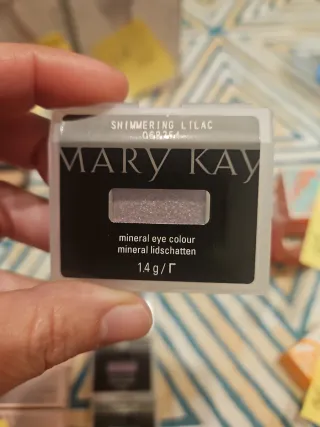 SHIMMERING LILAC
MARY KAY
mineral eye colour
mineral lidschatten
1.4 g / Г